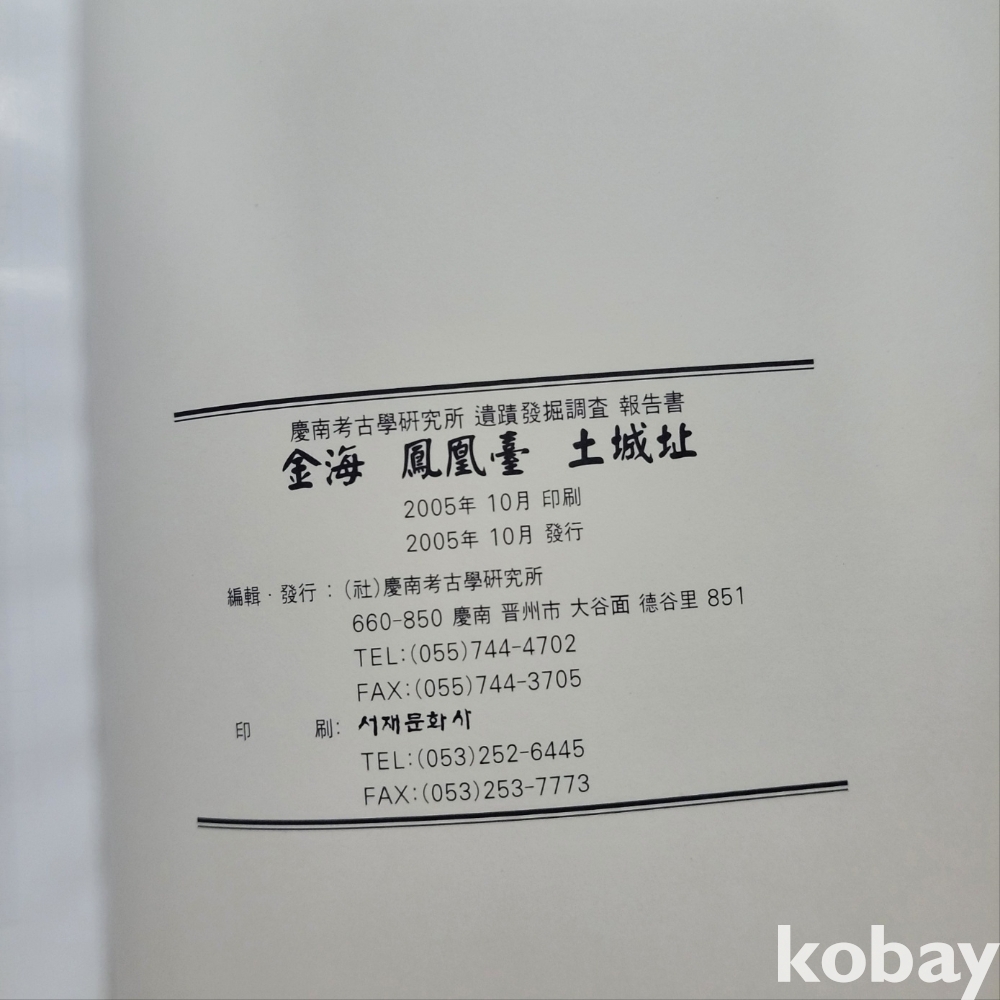 慶南考古學硏究所 遺蹟發掘調査 報告書
金海 鳳凰臺 土城址
2005年 10月 印刷
2005年 10月 發行
編輯·發行 : (社)慶南考古學硏究所
660-850 慶南 晋州市 大谷面 德谷里 851
TEL:(055)744-4702
FAX:(055)744-3705
印 刷: 서재문화사
TEL:(053)252-6445
FAX:(053)253-7773
kobay